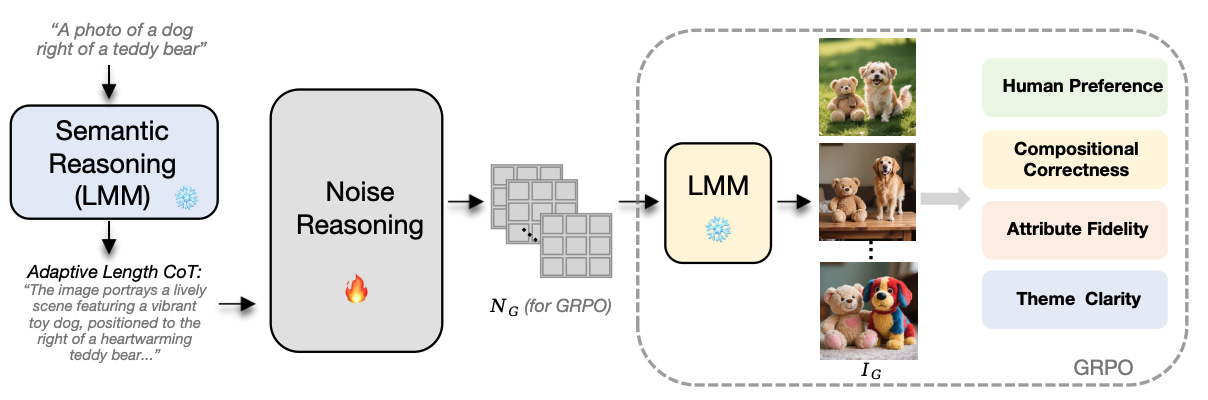 “A photo of a dog
right of a teddy bear”
Semantic
Reasoning
(LMM)
Adaptive Length CoT:
“The image portrays a lively
scene featuring a vibrant
toy dog, positioned to the
right of a heartwarming
teddy bear...”
Noise
Reasoning
N_G (for GRPO)
LMM
I_G
Human Preference
Compositional
Correctness
Attribute Fidelity
Theme Clarity
GRPO